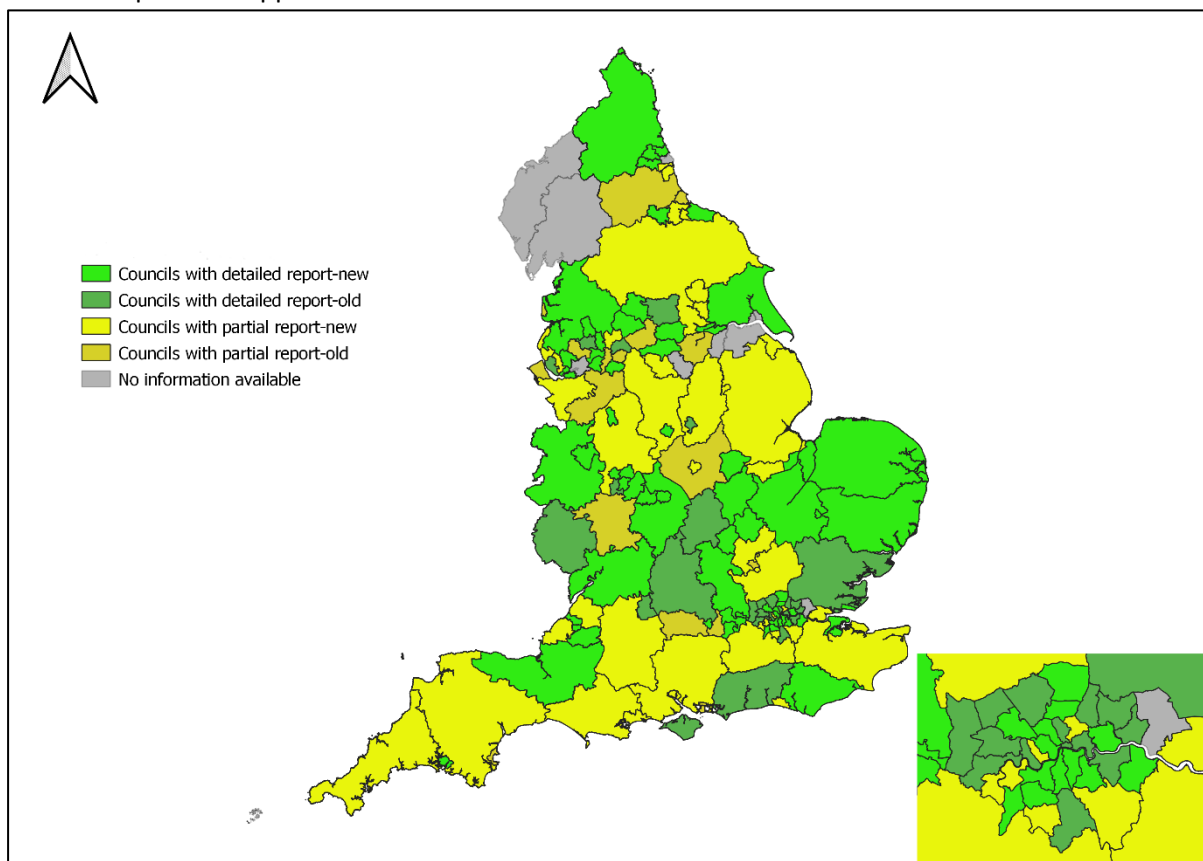 Councils with detailed report-new
Councils with detailed report-old
Councils with partial report-new
Councils with partial report-old
No information available